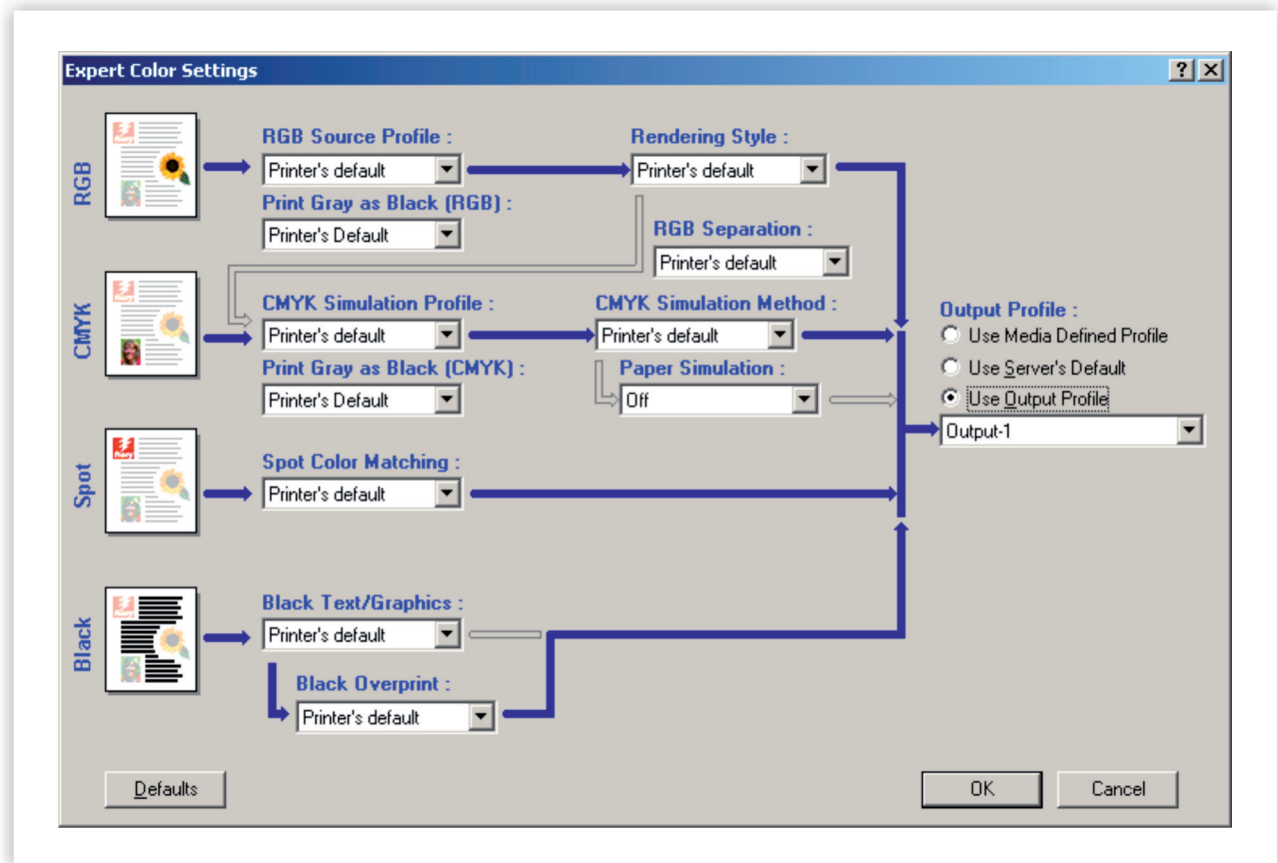 Expert Color Settings
RGB
RGB Source Profile :
Printer's default
Rendering Style :
Printer's default
Print Gray as Black (RGB) :
Printer's Default
RGB Separation :
Printer's default
CMYK
CMYK Simulation Profile :
Printer's default
CMYK Simulation Method :
Printer's default
Print Gray as Black (CMYK) :
Printer's Default
Paper Simulation :
Off
Output Profile :
Use Media Defined Profile
Use Server's Default
Use Output Profile
Output-1
Spot
fiery
Spot Color Matching :
Printer's default
Black
Black Text/Graphics :
Printer's default
Black Overprint :
Printer's default
Defaults
OK
Cancel